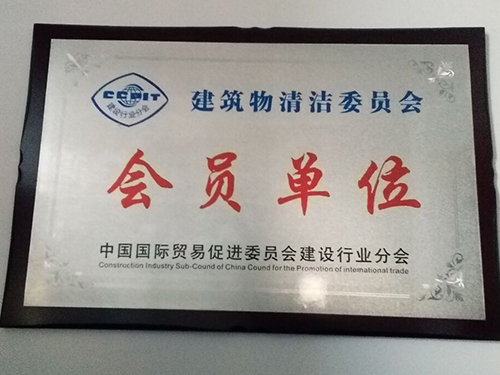 CCPIT
建设行业分会
建筑物清洁委员会
会员单位
中国国际贸易促进委员会建设行业分会
Construction Industry Sub-Cound of China Cound for the Promotion of international trade